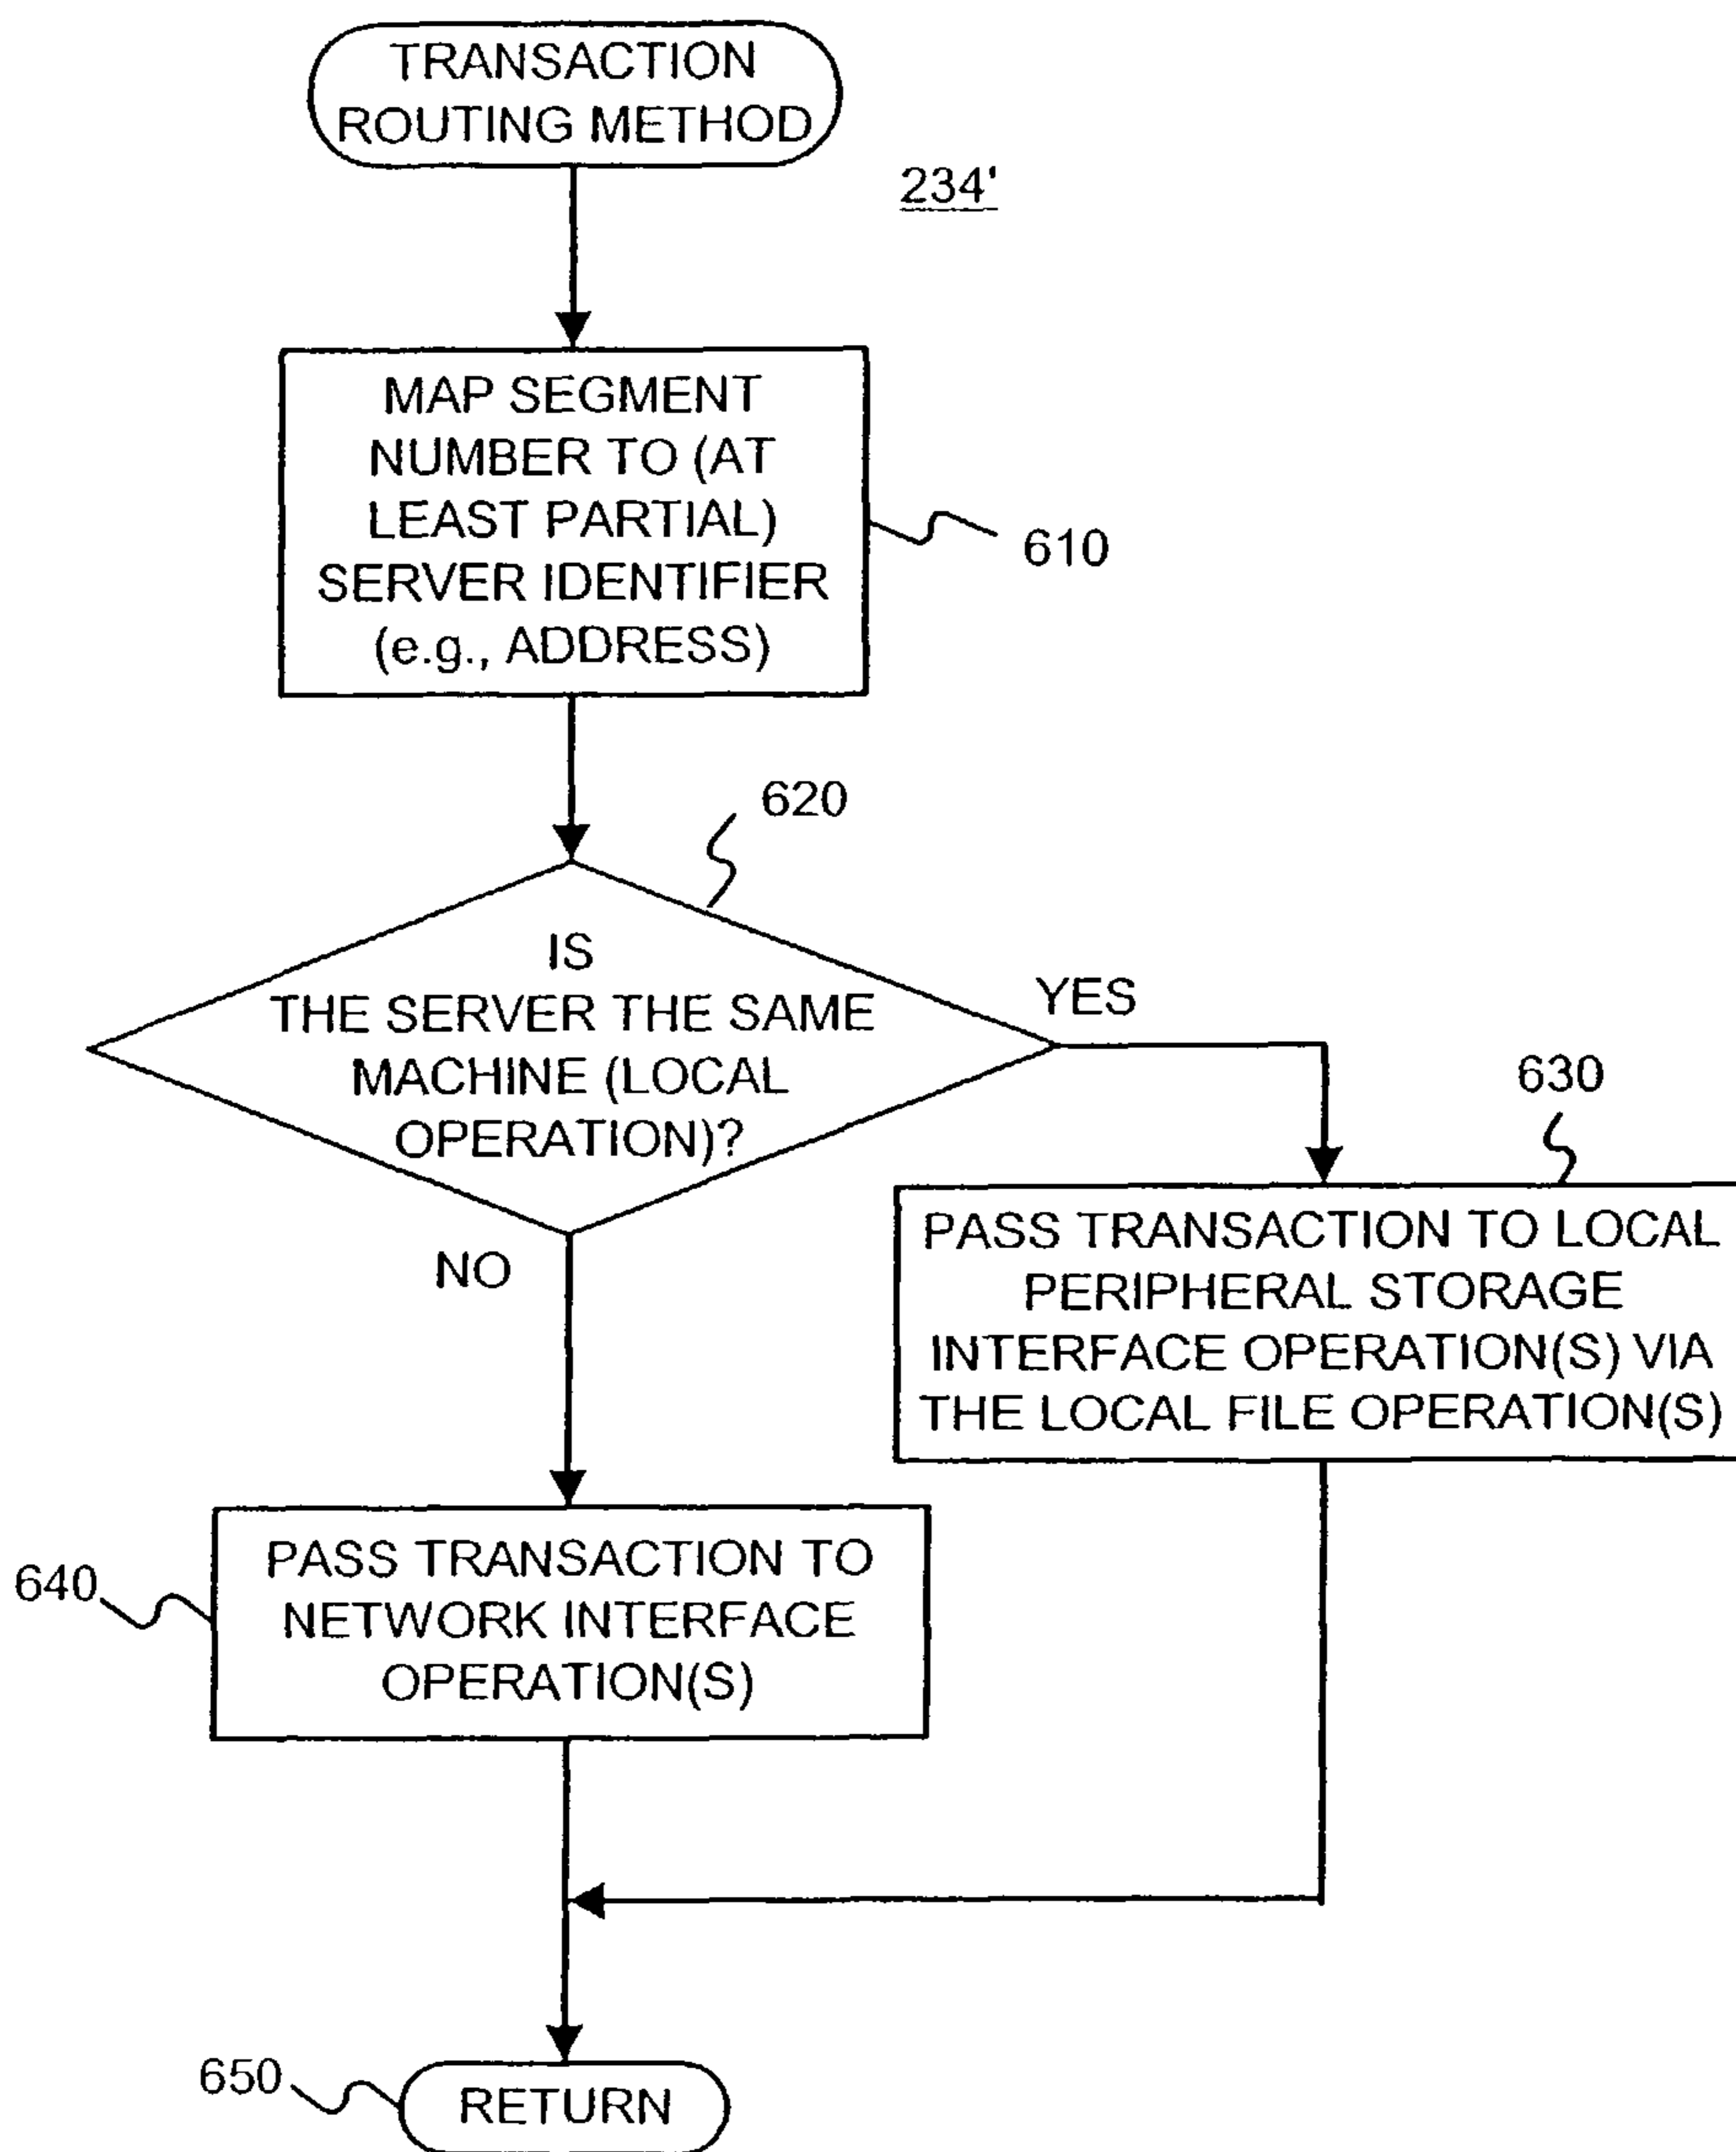 TRANSACTION
ROUTING METHOD
234'
MAP SEGMENT
NUMBER TO (AT
LEAST PARTIAL)
SERVER IDENTIFIER
(e.g., ADDRESS)
610
620
IS
THE SERVER THE SAME
MACHINE (LOCAL
OPERATION)?
YES
NO
630
PASS TRANSACTION TO LOCAL
PERIPHERAL STORAGE
INTERFACE OPERATION(S) VIA
THE LOCAL FILE OPERATION(S)
640
PASS TRANSACTION TO
NETWORK INTERFACE
OPERATION(S)
650
RETURN